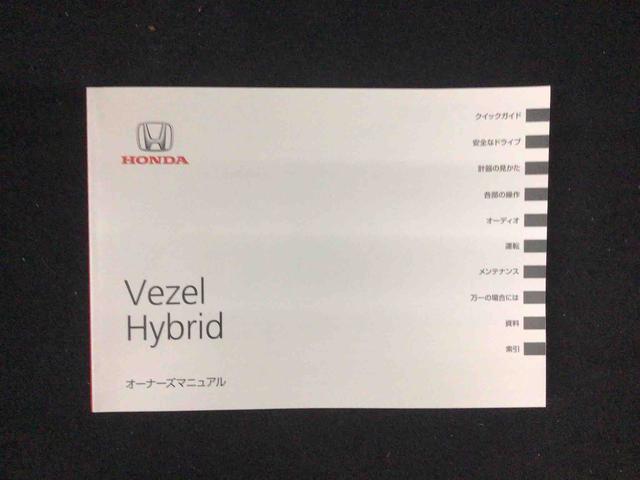 HONDA
Vezel
Hybrid
オーナーズマニュアル
クイックガイド
安全なドライブ
計器の見かた
各部の操作
オーディオ
運転
メンテナンス
万一の場合には
資料
索引